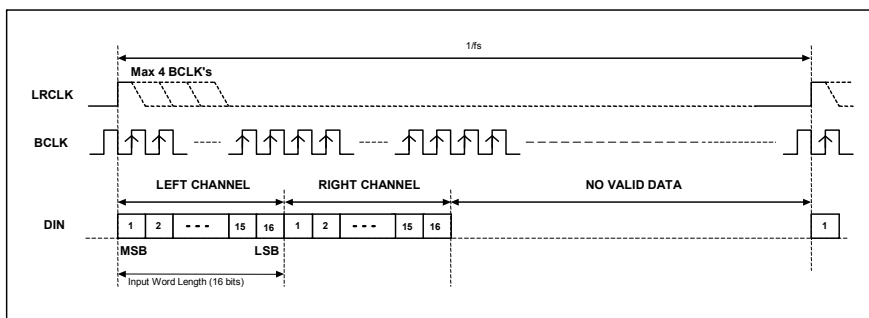 1/fs
Max 4 BCLK's
LRCLK
BCLK
LEFT CHANNEL RIGHT CHANNEL NO VALID DATA
DIN 1 2 15 16 1 2 15 16 1
MSB LSB
Input Word Length (16 bits)